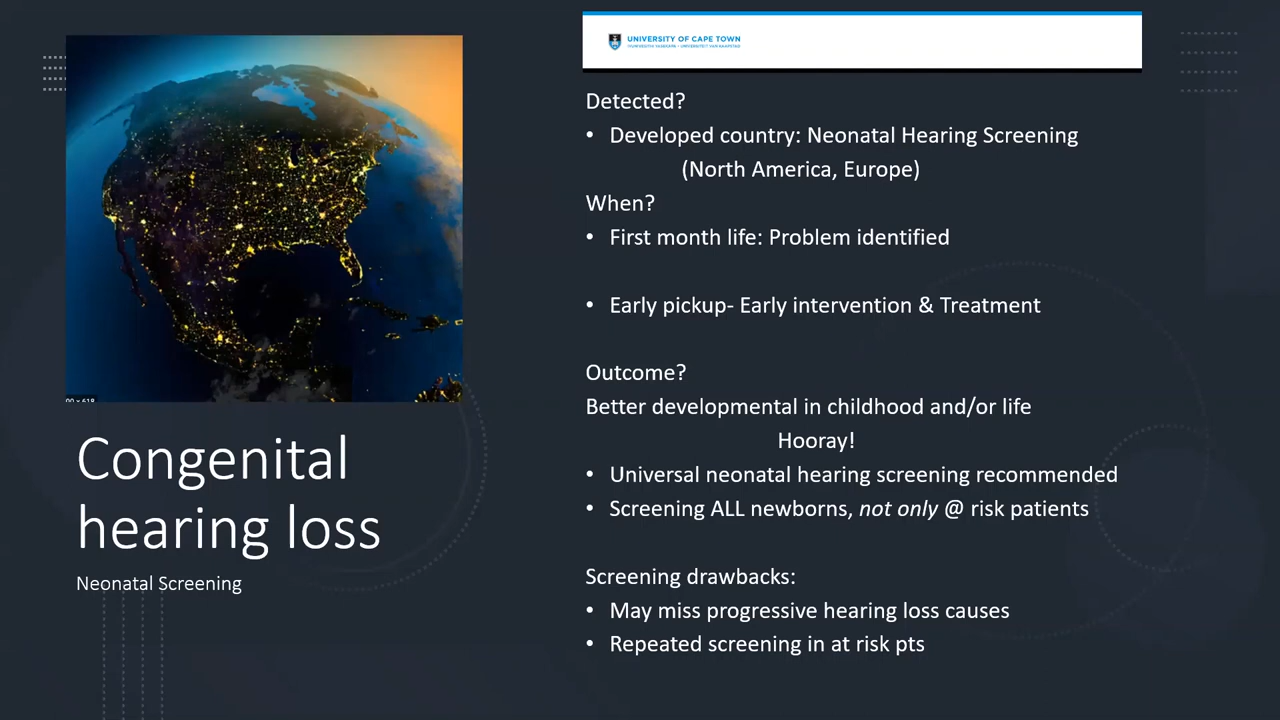 UNIVERSITY OF CAPE TOWN
Detected?
• Developed country: Neonatal Hearing Screening
(North America, Europe)
When?
• First month life: Problem identified
• Early pickup- Early intervention & Treatment
Outcome?
Better developmental in childhood and/or life
Hooray!
• Universal neonatal hearing screening recommended
• Screening ALL newborns, not only @ risk patients
Screening drawbacks:
• May miss progressive hearing loss causes
• Repeated screening in at risk pts
Congenital
hearing loss
Neonatal Screening